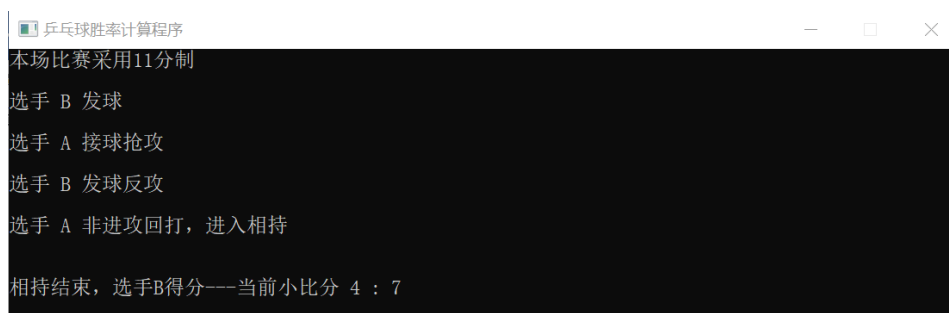 乒乓球胜率计算程序
本场比赛采用11分制
选手 B 发球
选手 A 接球抢攻
选手 B 发球反攻
选手 A 非进攻回打，进入相持
相持结束，选手B得分---当前小比分 4 : 7